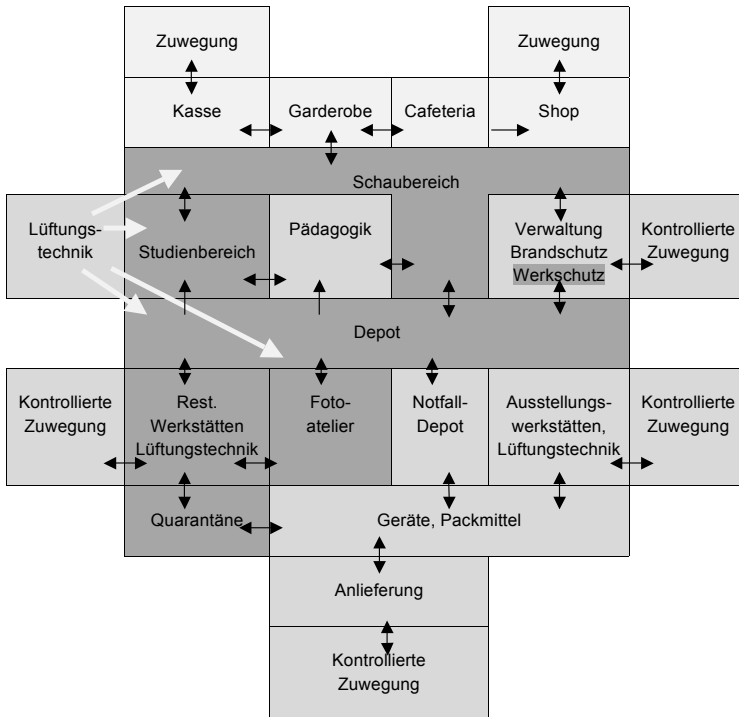 Zuwegung
Zuwegung
Kasse
Garderobe
Cafeteria
Shop
Schaubereich
Lüftungs-
technik
Studienbereich
Pädagogik
Verwaltung
Brandschutz
Werkschutz
Kontrollierte
Zuwegung
Depot
Kontrollierte
Zuwegung
Rest.
Werkstätten
Lüftungstechnik
Foto-
atelier
Notfall-
Depot
Ausstellungs-
werkstätten,
Lüftungstechnik
Kontrollierte
Zuwegung
Quarantäne
Geräte, Packmittel
Anlieferung
Kontrollierte
Zuwegung